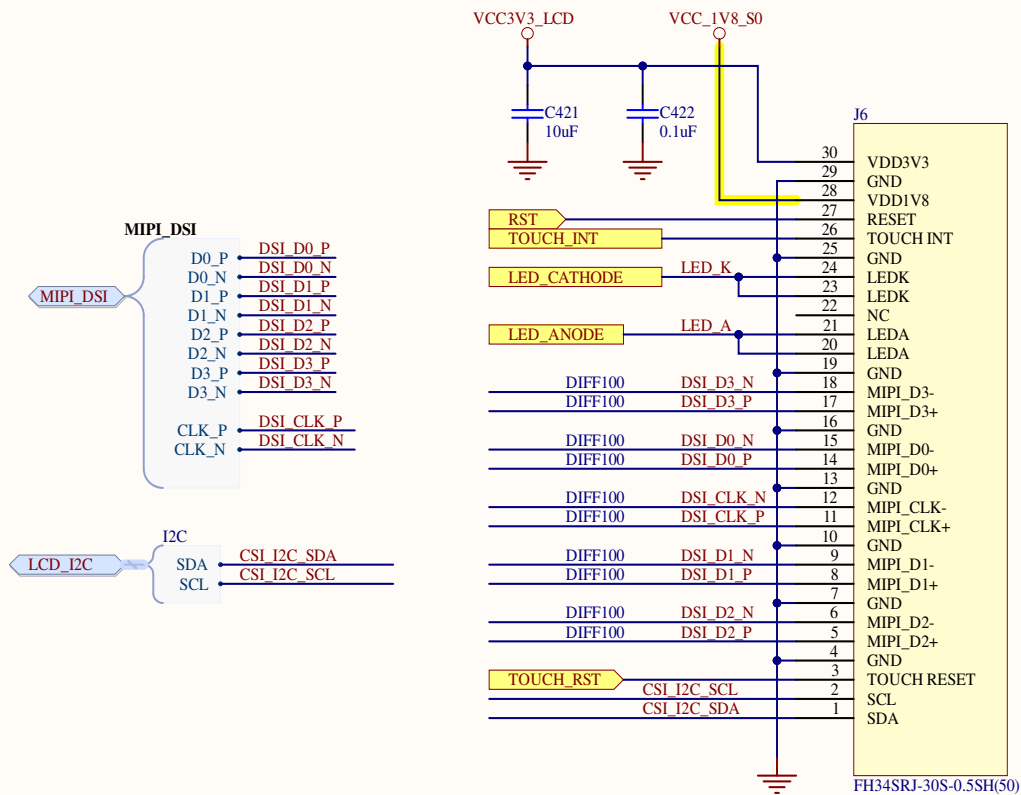 VCC3V3_LCD
VCC_1V8_S0
C421
10uF
C422
0.1uF
J6
30 VDD3V3
29 GND
28 VDD1V8
RST 27 RESET
TOUCH_INT 26 TOUCH INT
25 GND
LED_CATHODE LED_K 24 LEDK
23 LEDK
22 NC
LED_ANODE LED_A 21 LEDA
20 LEDA
19 GND
DIFF100 DSI_D3_N 18 MIPI_D3-
DIFF100 DSI_D3_P 17 MIPI_D3+
16 GND
DIFF100 DSI_D0_N 15 MIPI_D0-
DIFF100 DSI_D0_P 14 MIPI_D0+
13 GND
DIFF100 DSI_CLK_N 12 MIPI_CLK-
DIFF100 DSI_CLK_P 11 MIPI_CLK+
10 GND
DIFF100 DSI_D1_N 9 MIPI_D1-
DIFF100 DSI_D1_P 8 MIPI_D1+
7 GND
DIFF100 DSI_D2_N 6 MIPI_D2-
DIFF100 DSI_D2_P 5 MIPI_D2+
4 GND
TOUCH_RST 3 TOUCH RESET
CSI_I2C_SCL 2 SCL
CSI_I2C_SDA 1 SDA
FH34SRJ-30S-0.5SH(50)
MIPI_DSI
MIPI_DSI
D0_P DSI_D0_P
D0_N DSI_D0_N
D1_P DSI_D1_P
D1_N DSI_D1_N
D2_P DSI_D2_P
D2_N DSI_D2_N
D3_P DSI_D3_P
D3_N DSI_D3_N
CLK_P DSI_CLK_P
CLK_N DSI_CLK_N
I2C
LCD_I2C
SDA CSI_I2C_SDA
SCL CSI_I2C_SCL